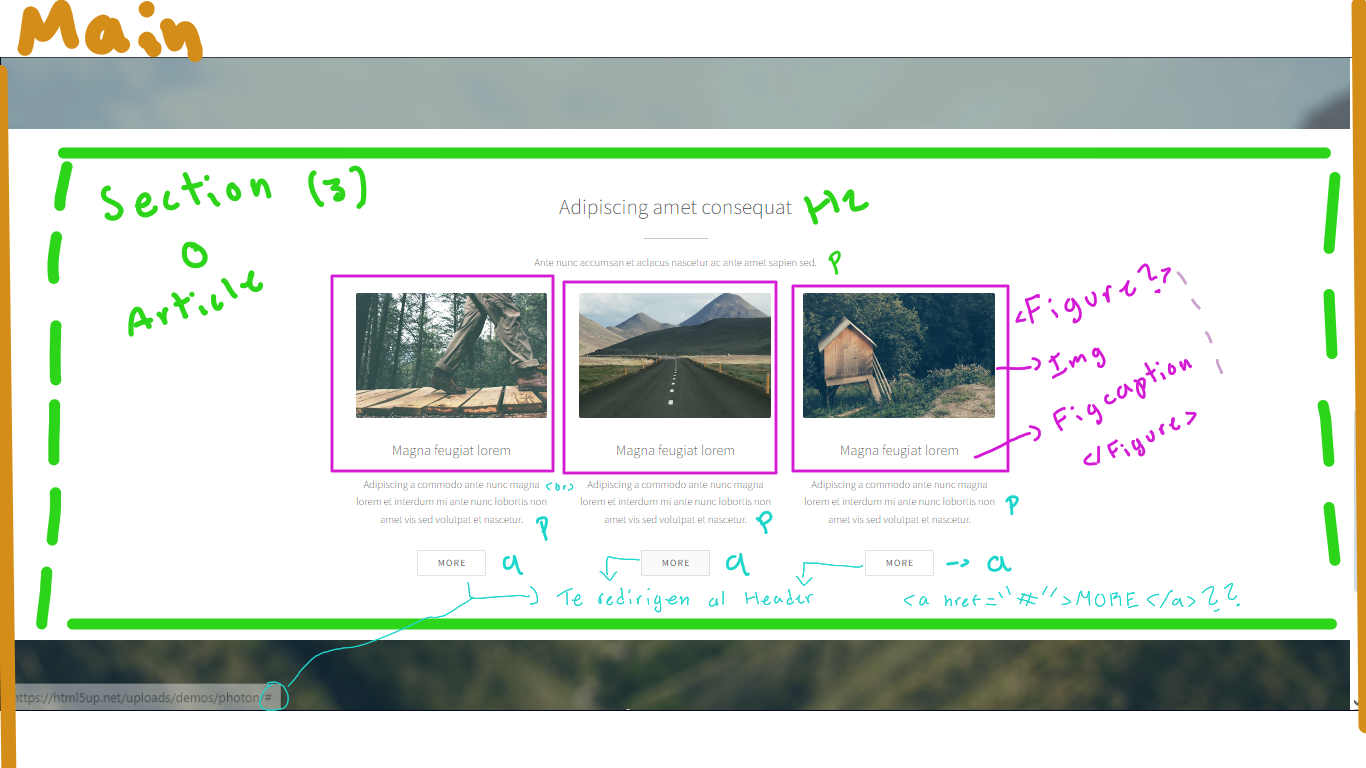 Main
Section (3)
O
Article
Adipiscing amet consequat H2
Ante nunc accumsan et aclacus nascetur ac ante amet sapien sed. P
<Figure??
Img
Figcaption
</Figure>
Magna feugiat lorem
Adipiscing a commodo ante nunc magna <br>
lorem et interdum mi ante nunc lobortis non
amet vis sed volutpat et nascetur. P
MORE a
Magna feugiat lorem
Adipiscing a commodo ante nunc magna
lorem et interdum mi ante nunc lobortis non
amet vis sed volutpat et nascetur. P
MORE a
Magna feugiat lorem
Adipiscing a commodo ante nunc magna
lorem et interdum mi ante nunc lobortis non P
amet vis sed volutpat et nascetur.
MORE a
Te redirigen al Header
<a href="#">MORE</a>??
https://html5up.net/uploads/demos/photon/#